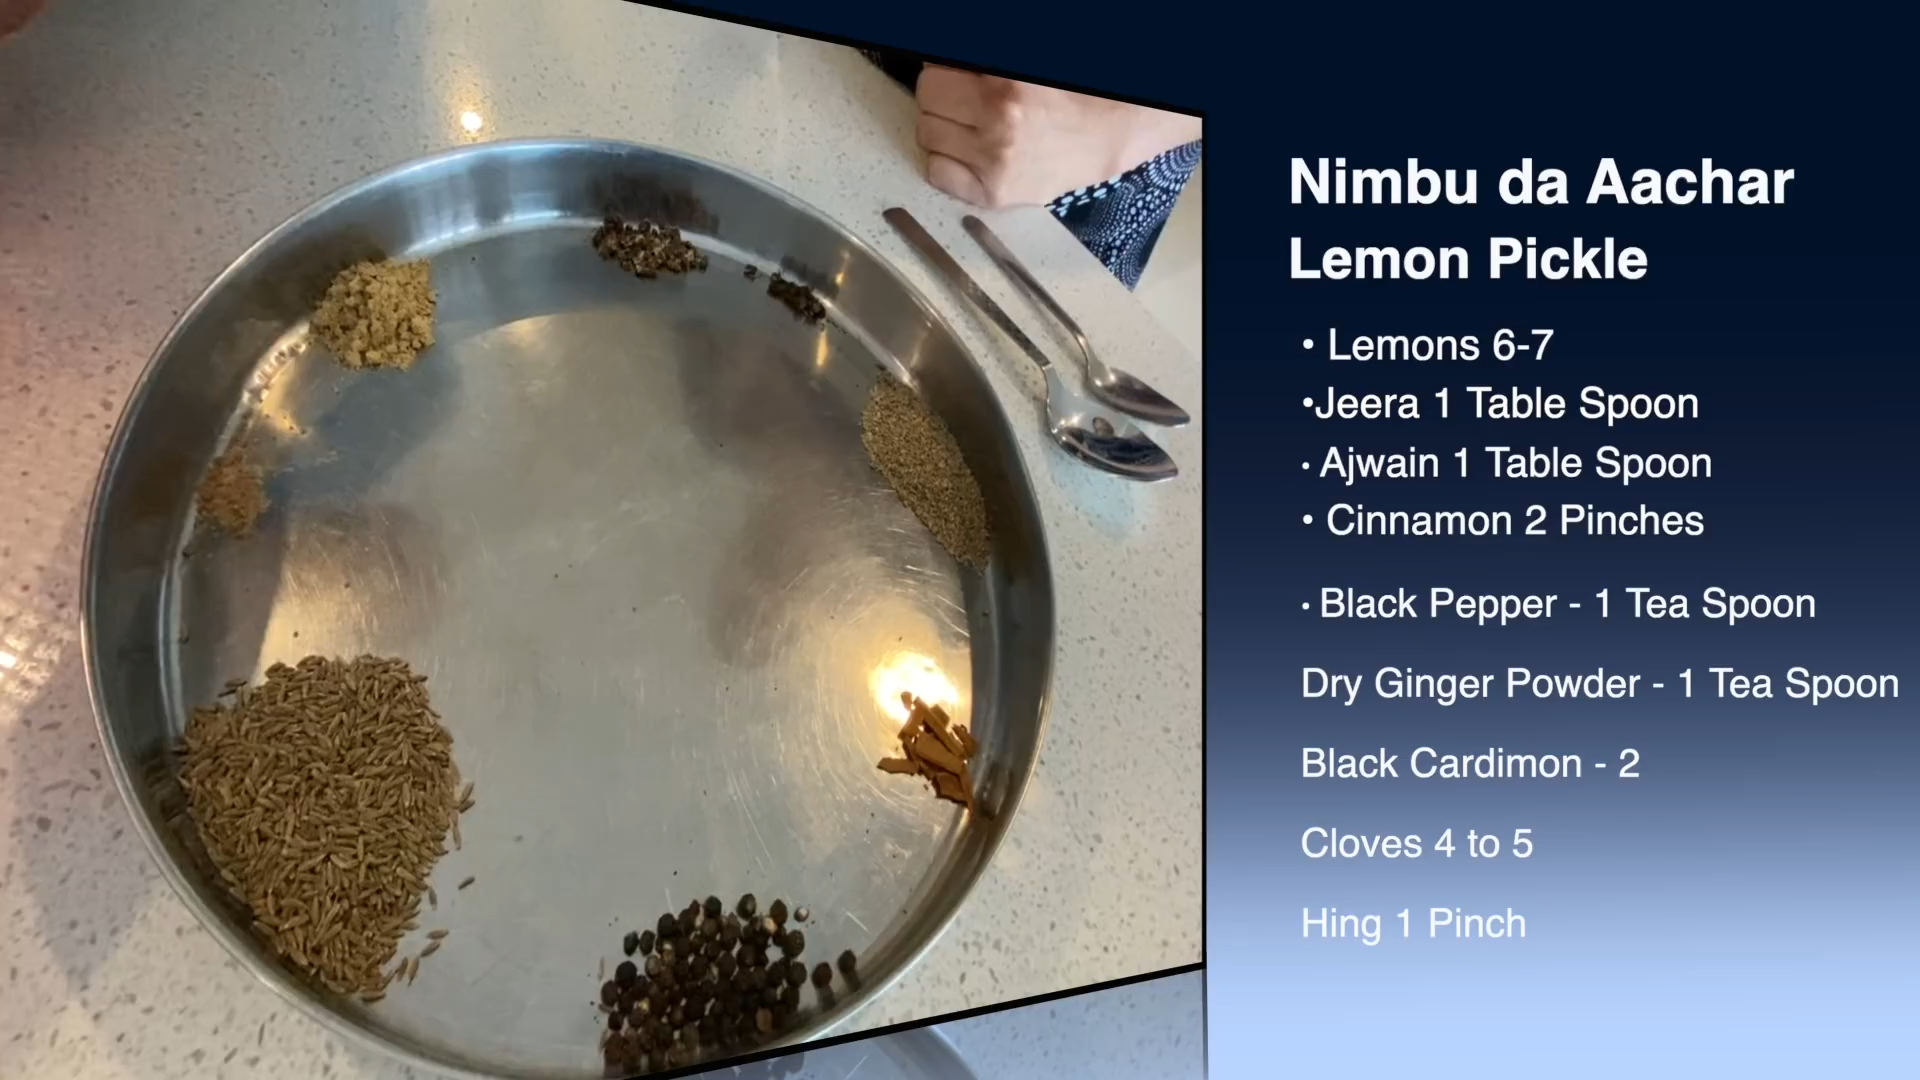 Nimbu da Aachar
Lemon Pickle
• Lemons 6-7
•Jeera 1 Table Spoon
• Ajwain 1 Table Spoon
• Cinnamon 2 Pinches
• Black Pepper - 1 Tea Spoon
Dry Ginger Powder - 1 Tea Spoon
Black Cardimon - 2
Cloves 4 to 5
Hing 1 Pinch